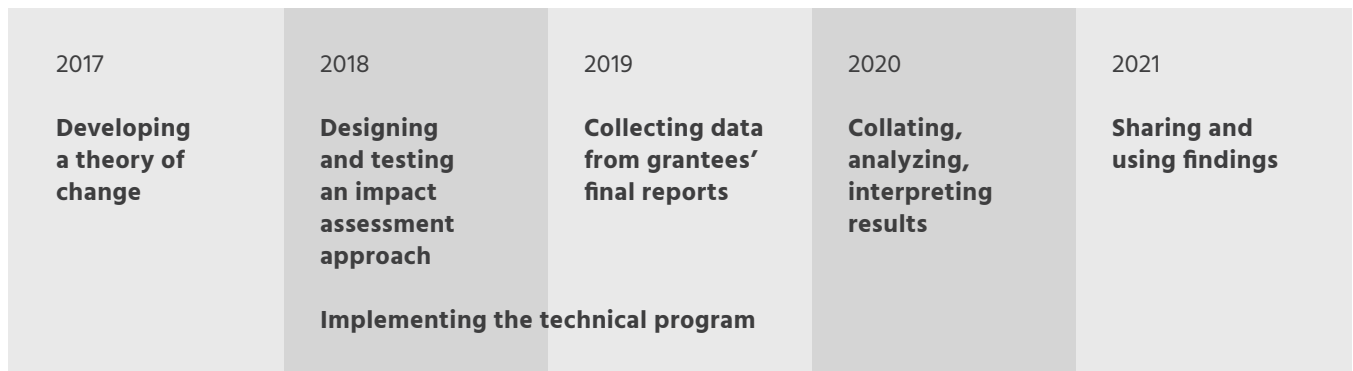 2017
Developing
a theory of
change
2018
Designing
and testing
an impact
assessment
approach
2019
Collecting data
from grantees’
final reports
2020
Collating,
analyzing,
interpreting
results
2021
Sharing and
using findings
Implementing the technical program